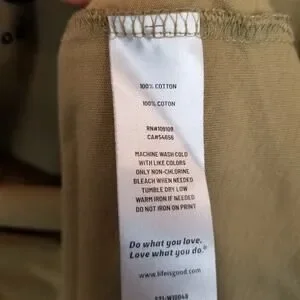 100% COTTON
100% COTTON
RN#109109
CA#54656
MACHINE WASH COLD
WITH LIKE COLORS
ONLY NON-CHLORINE
BLEACH WHEN NEEDED
TUMBLE DRY LOW
WARM IRON IF NEEDED
DO NOT IRON ON PRINT
Do what you love.
Love what you do.®
www.lifeisgood.com